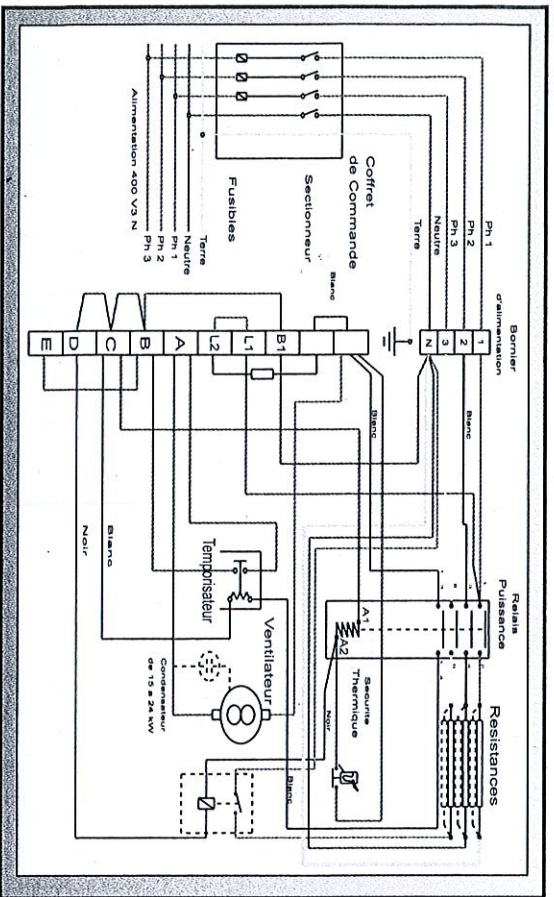 Alimentation 400 V3 N
Ph 3
Ph 2
Ph 1
Neutre
Terre
Fusibles
Sectionneur
Coffret
de Commande
Terre
Neutre
Ph 3
Ph 2
Ph 1
Bornier
d'alimentation
N
3
2
1
Blanc
E
D
C
B
A
L2
L1
B1
Blanc
Blanc
Noir
Blanc
Temporisateur
Ventilateur
Condensateur
de 15 a 24 kW
Relais
Puissance
A1
A2
Noir
Securite
Thermique
Blanc
Resistances